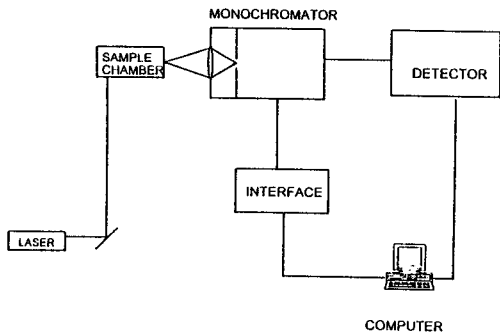 MONOCHROMATOR
SAMPLE
CHAMBER
DETECTOR
INTERFACE
LASER
COMPUTER